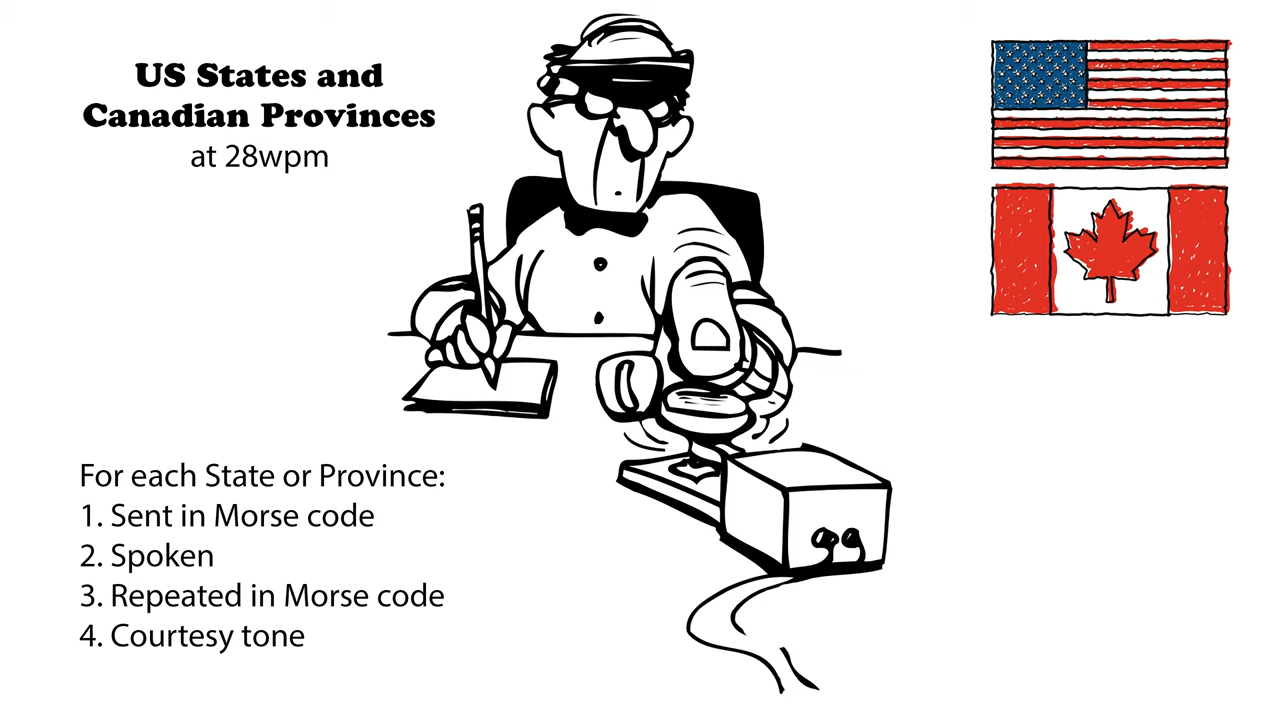 US States and
Canadian Provinces
at 28wpm
For each State or Province:
1. Sent in Morse code
2. Spoken
3. Repeated in Morse code
4. Courtesy tone